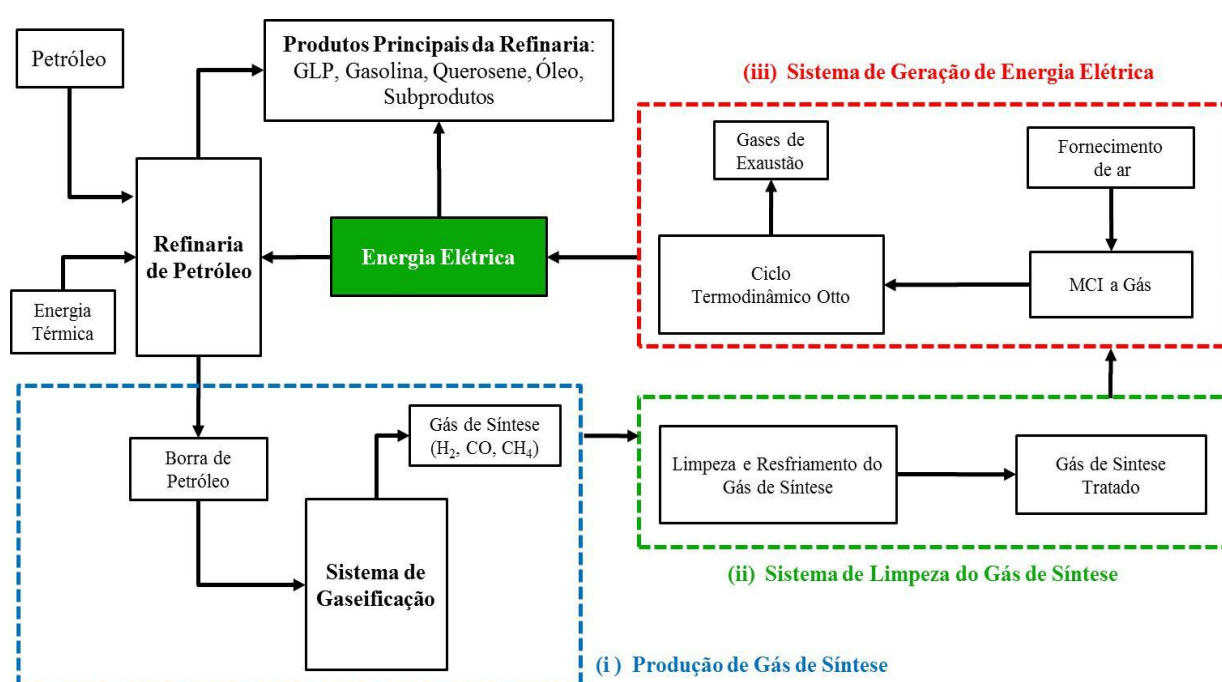 Petróleo
Produtos Principais da Refinaria:
GLP, Gasolina, Querosene, Óleo,
Subprodutos
(iii) Sistema de Geração de Energia Elétrica
Gases de
Exaustão
Fornecimento
de ar
Refinaria
de Petróleo
Energia Elétrica
Ciclo
Termodinâmico Otto
MCI a Gás
Energia
Térmica
Gás de Síntese
(H₂, CO, CH₄)
Borra de
Petróleo
Limpeza e Resfriamento do
Gás de Síntese
Gás de Sintese
Tratado
Sistema de
Gaseificação
(ii) Sistema de Limpeza do Gás de Síntese
(i ) Produção de Gás de Síntese